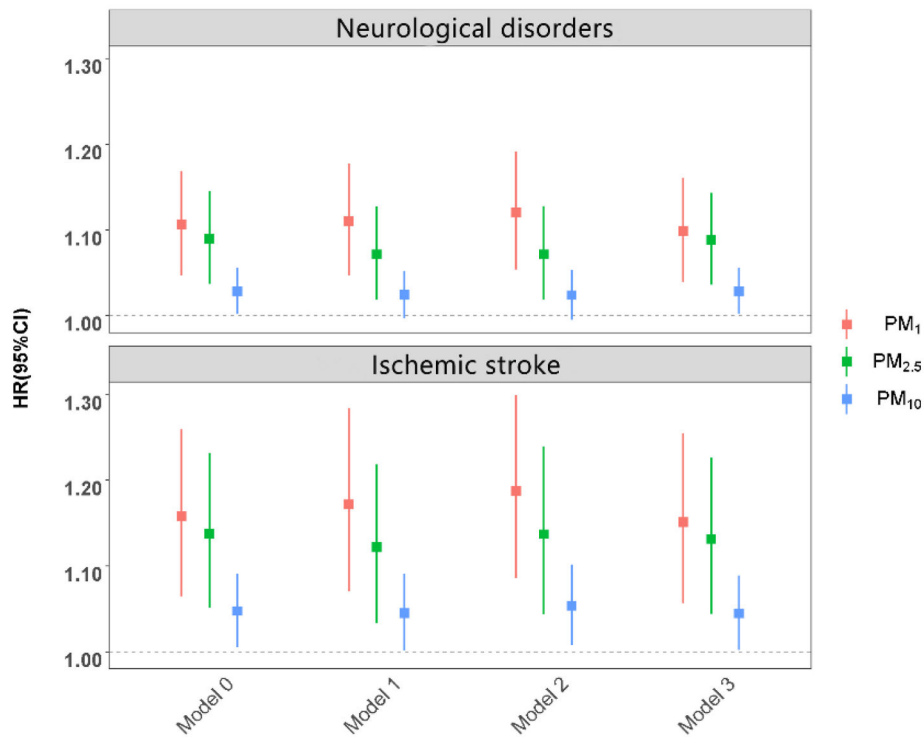 Neurological disorders
1.30
1.20
1.10
1.00
HR(95%CI)
Ischemic stroke
1.30
1.20
1.10
1.00
Model 0
Model 1
Model 2
Model 3
PM₁
PM₂.₅
PM₁₀